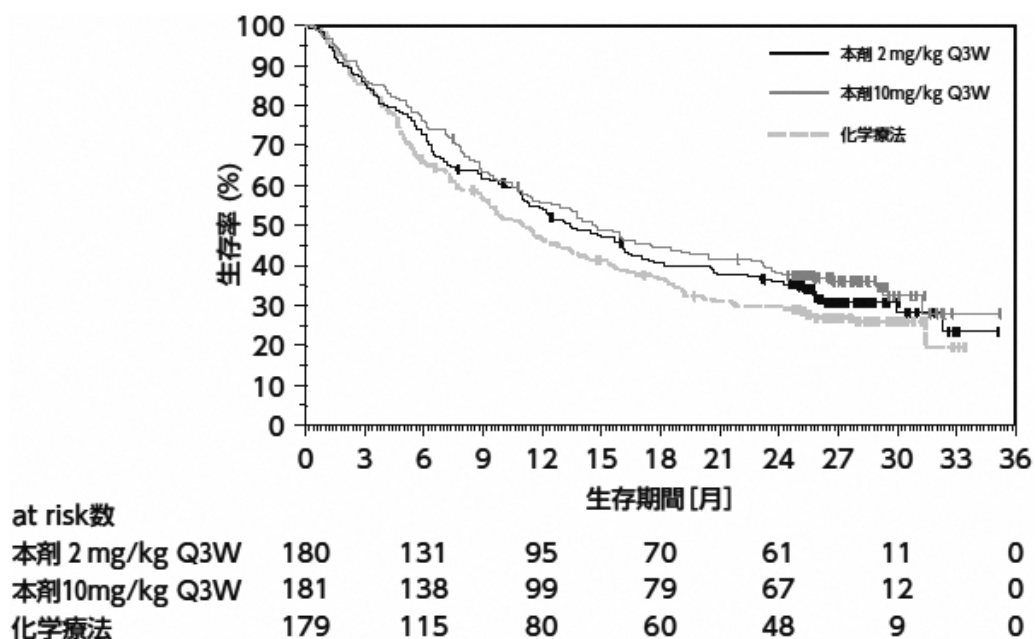 100
90
80
70
60
50
40
30
20
10
0
生存率 (%)
本剤 2 mg/kg Q3W
本剤10mg/kg Q3W
化学療法
0 3 6 9 12 15 18 21 24 27 30 33 36
生存期間 [月]
at risk数
本剤 2 mg/kg Q3W 180 131 95 70 61 11 0
本剤10mg/kg Q3W 181 138 99 79 67 12 0
化学療法 179 115 80 60 48 9 0